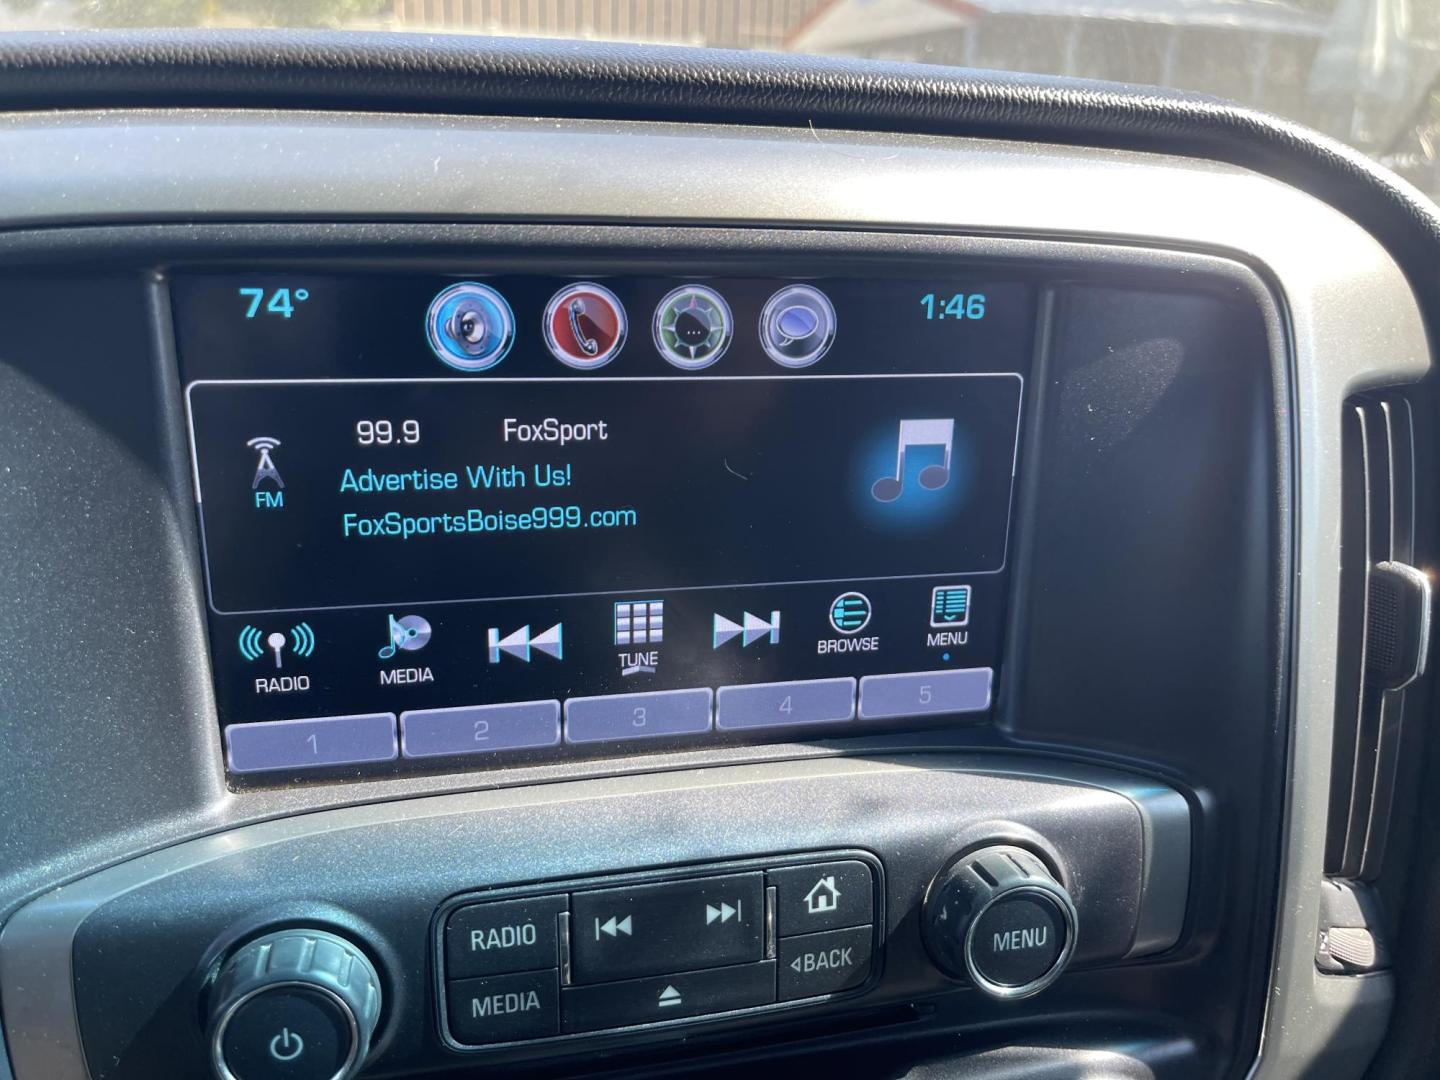 74° 1:46
99.9 FoxSport
Advertise With Us!
FM
FoxSportsBoise999.com
RADIO MEDIA TUNE BROWSE MENU
1 2 3 4 5
RADIO
MEDIA
BACK
MENU